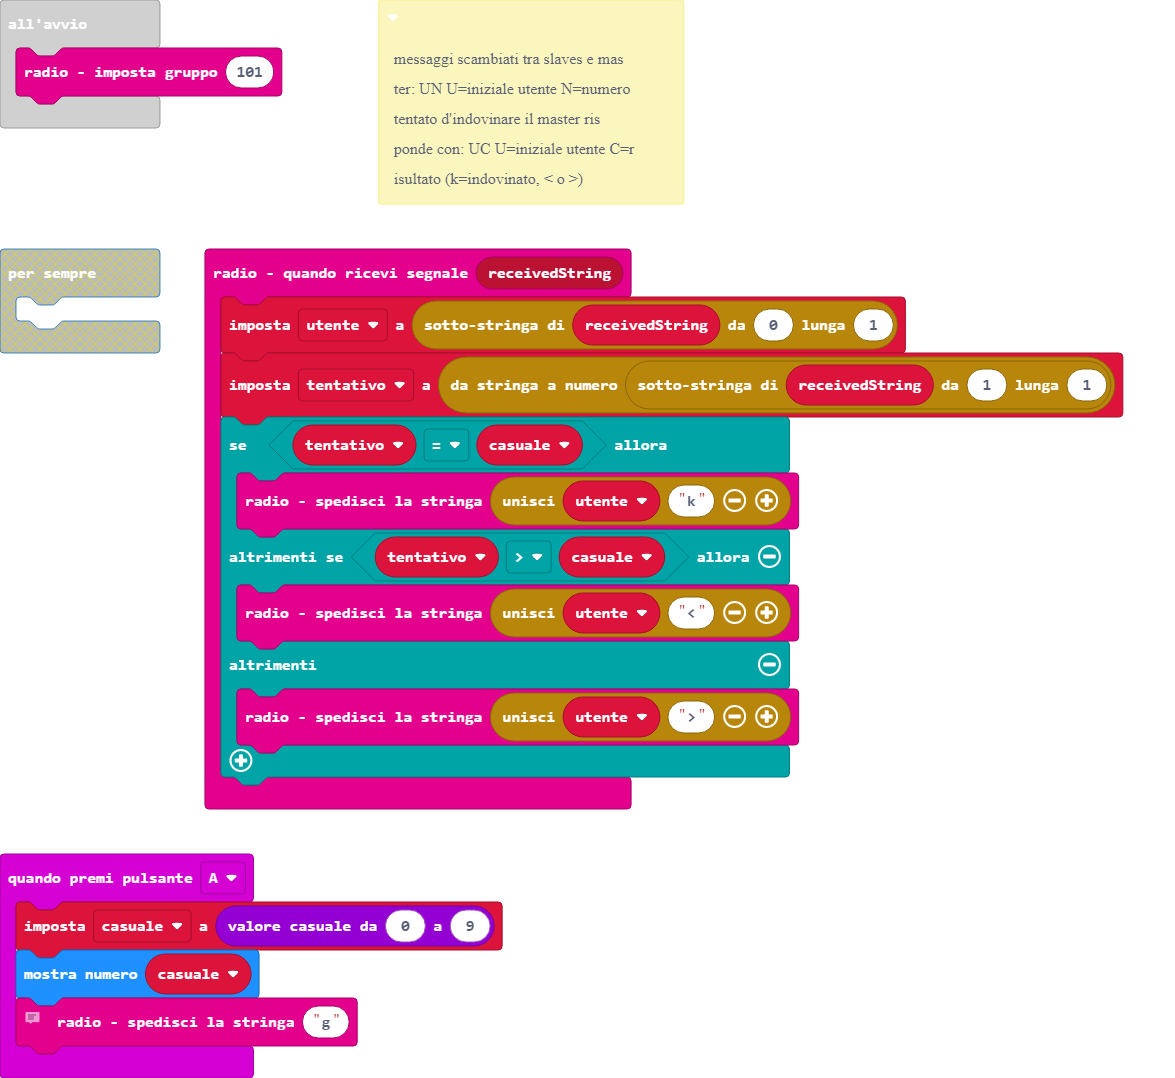 all'avvio
radio - imposta gruppo 101
messaggi scambiati tra slaves e mas
ter: UN U=iniziale utente N=numero
tentato d'indovinare il master ris
ponde con: UC U=iniziale utente C=r
isultato (k=indovinato, < o >)
per sempre
radio - quando ricevi segnale receivedString
imposta utente a sotto-stringa di receivedString da 0 lunga 1
imposta tentativo a da stringa a numero sotto-stringa di receivedString da 1 lunga 1
se tentativo = casuale allora
radio - spedisci la stringa unisci utente "k"
altrimenti se tentativo > casuale allora
radio - spedisci la stringa unisci utente "<"
altrimenti
radio - spedisci la stringa unisci utente ">"
quando premi pulsante A
imposta casuale a valore casuale da 0 a 9
mostra numero casuale
radio - spedisci la stringa "g"